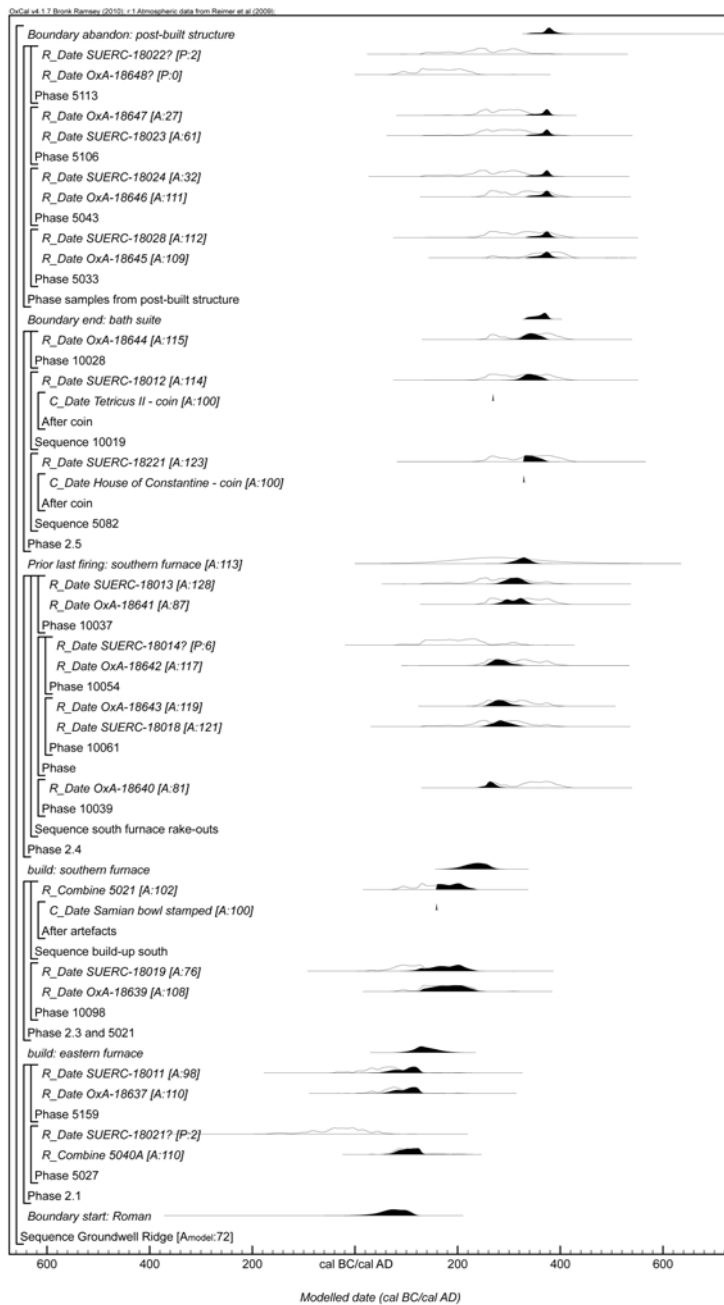 OxCal v4.1.7 Bronk Ramsey (2010); r:1 Atmospheric data from Reimer et al (2009);
Boundary abandon: post-built structure
R_Date SUERC-18022? [P:2]
R_Date OxA-18648? [P:0]
Phase 5113
R_Date OxA-18647 [A:27]
R_Date SUERC-18023 [A:61]
Phase 5106
R_Date SUERC-18024 [A:32]
R_Date OxA-18646 [A:111]
Phase 5043
R_Date SUERC-18028 [A:112]
R_Date OxA-18645 [A:109]
Phase 5033
Phase samples from post-built structure
Boundary end: bath suite
R_Date OxA-18644 [A:115]
Phase 10028
R_Date SUERC-18012 [A:114]
C_Date Tetricus II - coin [A:100]
After coin
Sequence 10019
R_Date SUERC-18221 [A:123]
C_Date House of Constantine - coin [A:100]
After coin
Sequence 5082
Phase 2.5
Prior last firing: southern furnace [A:113]
R_Date SUERC-18013 [A:128]
R_Date OxA-18641 [A:87]
Phase 10037
R_Date SUERC-18014? [P:6]
R_Date OxA-18642 [A:117]
Phase 10054
R_Date OxA-18643 [A:119]
R_Date SUERC-18018 [A:121]
Phase 10061
Phase
R_Date OxA-18640 [A:81]
Phase 10039
Sequence south furnace rake-outs
Phase 2.4
build: southern furnace
R_Combine 5021 [A:102]
C_Date Samian bowl stamped [A:100]
After artefacts
Sequence build-up south
R_Date SUERC-18019 [A:76]
R_Date OxA-18639 [A:108]
Phase 10098
Phase 2.3 and 5021
build: eastern furnace
R_Date SUERC-18011 [A:98]
R_Date OxA-18637 [A:110]
Phase 5159
R_Date SUERC-18021? [P:2]
R_Combine 5040A [A:110]
Phase 5027
Phase 2.1
Boundary start: Roman
Sequence Groundwell Ridge [Amodel:72]
600 400 200 cal BC/cal AD 200 400 600
Modelled date (cal BC/cal AD)